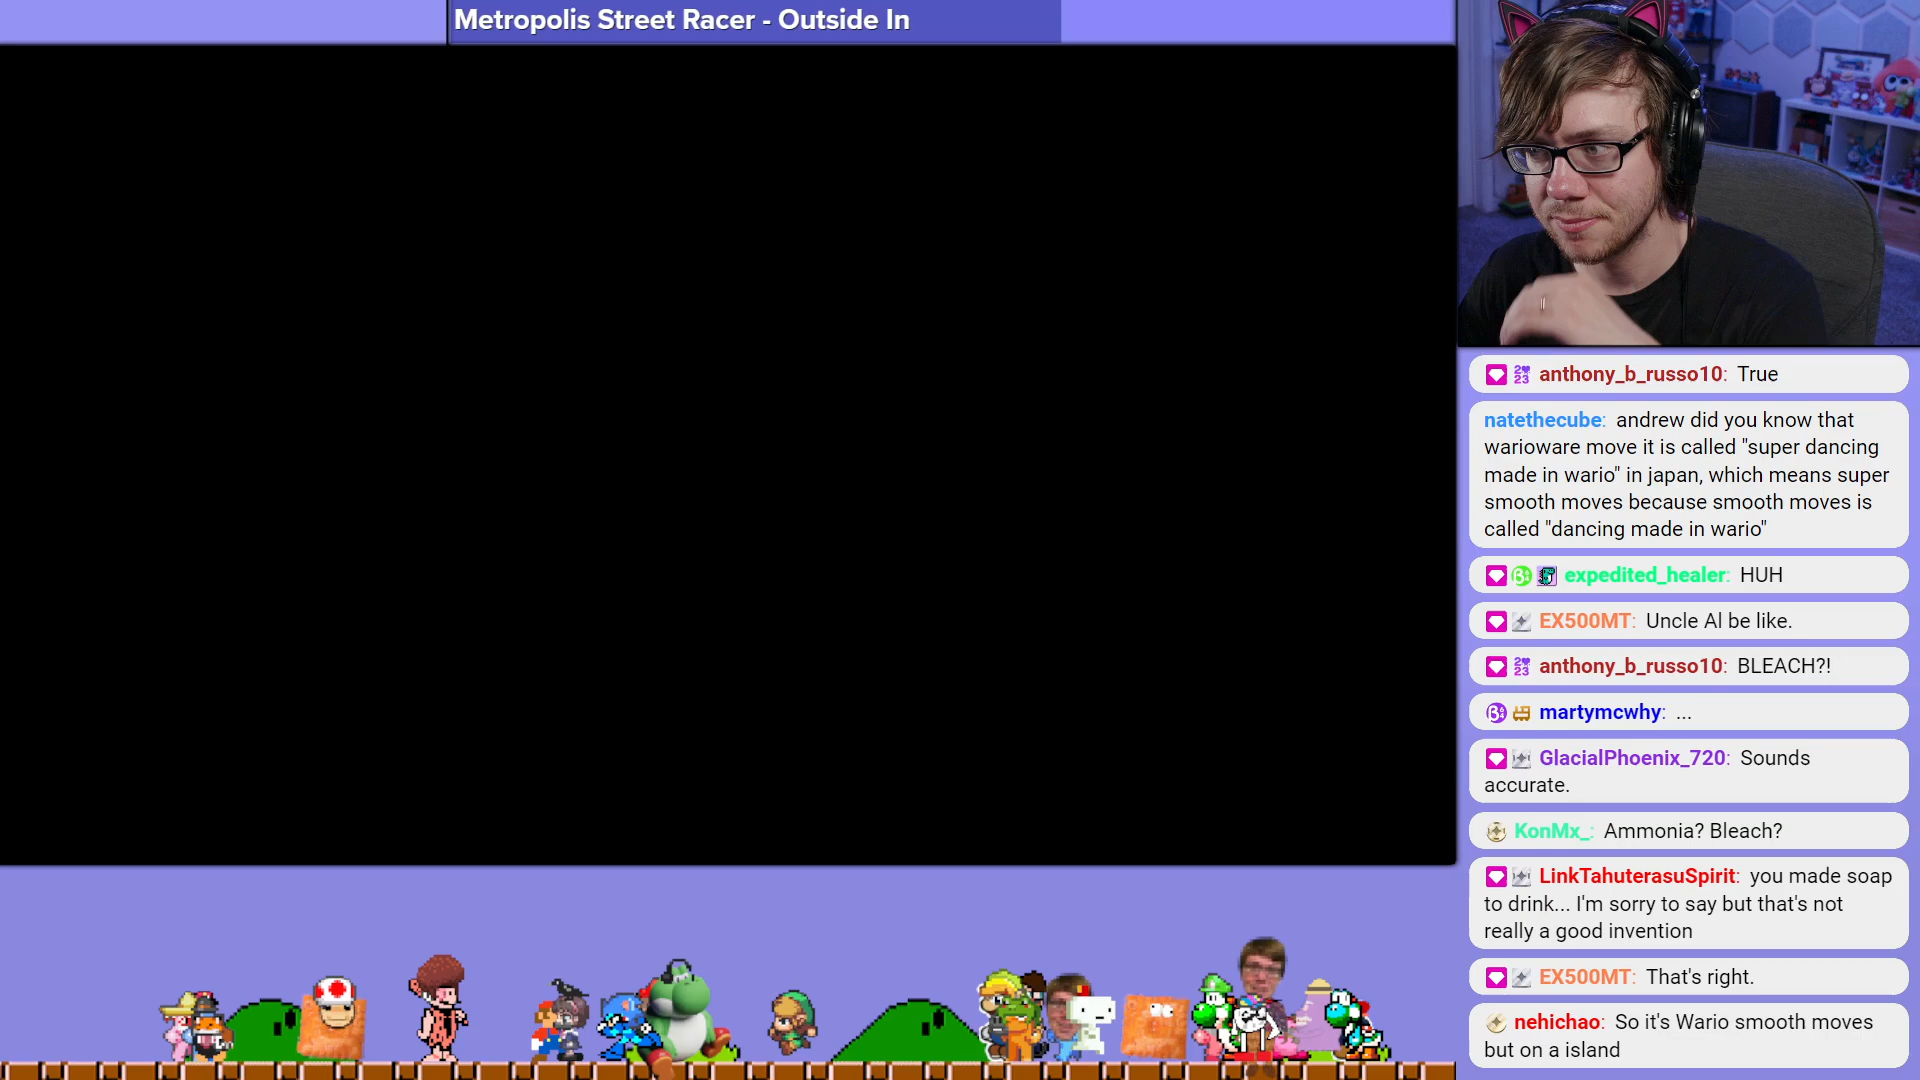 Metropolis Street Racer - Outside In
anthony_b_russo10: True
natethecube: andrew did you know that
warioware move it is called "super dancing
made in wario" in japan, which means super
smooth moves because smooth moves is
called "dancing made in wario"
expedited_healer: HUH
EX500MT: Uncle Al be like.
anthony_b_russo10: BLEACH?!
martymcwhy: ...
GlacialPhoenix_720: Sounds
accurate.
KonMx_: Ammonia? Bleach?
LinkTahuterasuSpirit: you made soap
to drink... I'm sorry to say but that's not
really a good invention
EX500MT: That's right.
nehichao: So it's Wario smooth moves
but on a island